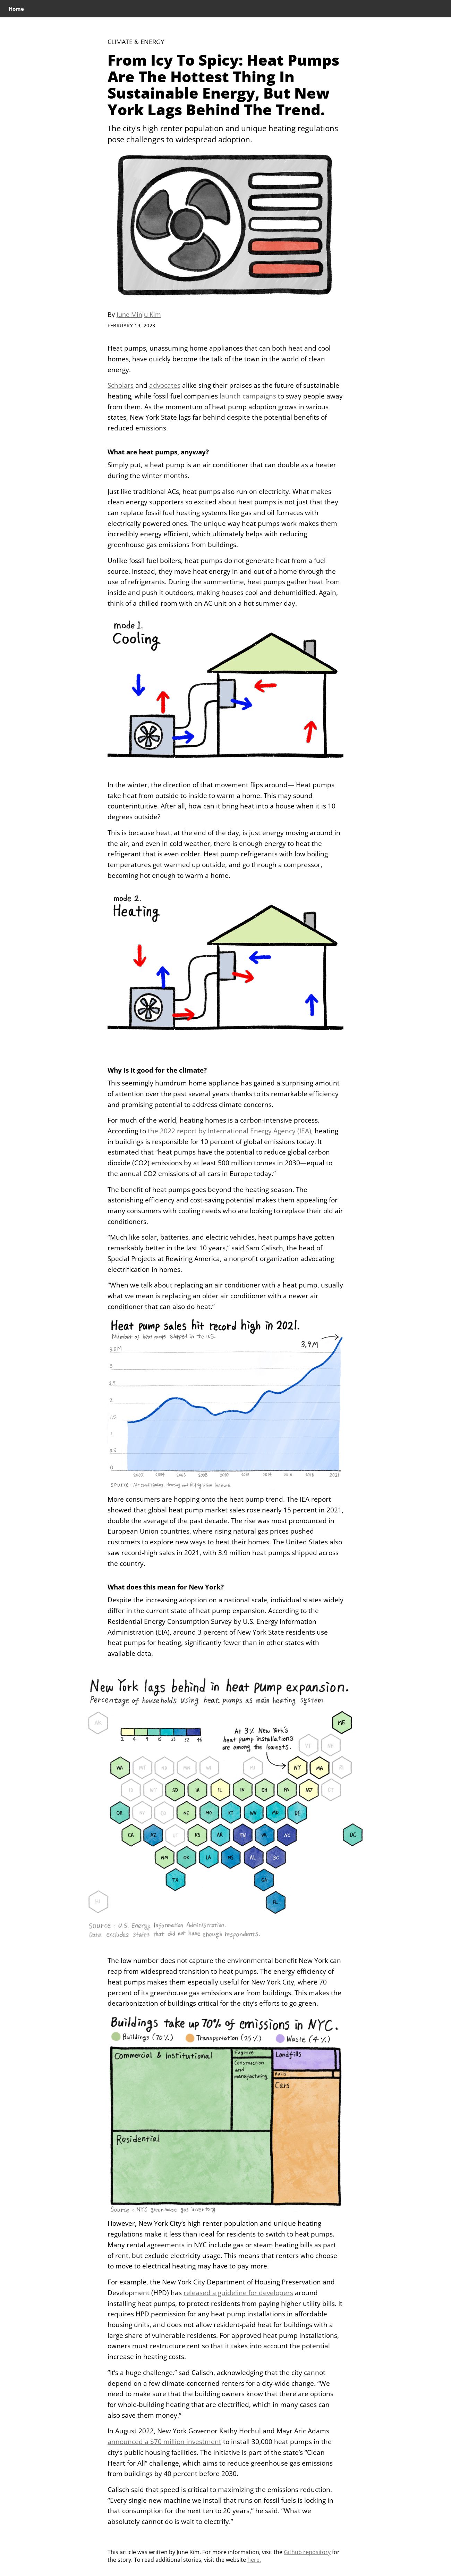 Home
CLIMATE & ENERGY
From Icy To Spicy: Heat Pumps
Are The Hottest Thing In
Sustainable Energy, But New
York Lags Behind The Trend.
The city’s high renter population and unique heating regulations
pose challenges to widespread adoption.
By June Minju Kim
FEBRUARY 19, 2023
Heat pumps, unassuming home appliances that can both heat and cool
homes, have quickly become the talk of the town in the world of clean
energy.
Scholars and advocates alike sing their praises as the future of sustainable
heating, while fossil fuel companies launch campaigns to sway people away
from them. As the momentum of heat pump adoption grows in various
states, New York State lags far behind despite the potential benefits of
reduced emissions.
What are heat pumps, anyway?
Simply put, a heat pump is an air conditioner that can double as a heater
during the winter months.
Just like traditional ACs, heat pumps also run on electricity. What makes
clean energy supporters so excited about heat pumps is not just that they
can replace fossil fuel heating systems like gas and oil furnaces with
electrically powered ones. The unique way heat pumps work makes them
incredibly energy efficient, which ultimately helps with reducing
greenhouse gas emissions from buildings.
Unlike fossil fuel boilers, heat pumps do not generate heat from a fuel
source. Instead, they move heat energy in and out of a home through the
use of refrigerants. During the summertime, heat pumps gather heat from
inside and push it outdoors, making houses cool and dehumidified. Again,
think of a chilled room with an AC unit on a hot summer day.
mode 1.
Cooling
In the winter, the direction of that movement flips around— Heat pumps
take heat from outside to inside to warm a home. This may sound
counterintuitive. After all, how can it bring heat into a house when it is 10
degrees outside?
This is because heat, at the end of the day, is just energy moving around in
the air, and even in cold weather, there is enough energy to heat the
refrigerant that is even colder. Heat pump refrigerants with low boiling
temperatures get warmed up outside, and go through a compressor,
becoming hot enough to warm a home.
mode 2.
Heating
Why is it good for the climate?
This seemingly humdrum home appliance has gained a surprising amount
of attention over the past several years thanks to its remarkable efficiency
and promising potential to address climate concerns.
For much of the world, heating homes is a carbon-intensive process.
According to the 2022 report by International Energy Agency (IEA), heating
in buildings is responsible for 10 percent of global emissions today. It
estimated that “heat pumps have the potential to reduce global carbon
dioxide (CO2) emissions by at least 500 million tonnes in 2030—equal to
the annual CO2 emissions of all cars in Europe today.”
The benefit of heat pumps goes beyond the heating season. The
astonishing efficiency and cost-saving potential makes them appealing for
many consumers with cooling needs who are looking to replace their old air
conditioners.
“Much like solar, batteries, and electric vehicles, heat pumps have gotten
remarkably better in the last 10 years,” said Sam Calisch, the head of
Special Projects at Rewiring America, a nonprofit organization advocating
electrification in homes.
“When we talk about replacing an air conditioner with a heat pump, usually
what we mean is replacing an older air conditioner with a newer air
conditioner that can also do heat.”
Heat pump sales hit record high in 2021.
Number of heat pumps shipped in the U.S.
3.9M
3.5M
3
2.5
2
1.5
1
0.5
0
2002 2004 2006 2008 2010 2012 2014 2016 2018 2021
Source : Air Conditioning, Heating and Refrigeration Institute
More consumers are hopping onto the heat pump trend. The IEA report
showed that global heat pump market sales rose nearly 15 percent in 2021,
double the average of the past decade. The rise was most pronounced in
European Union countries, where rising natural gas prices pushed
customers to explore new ways to heat their homes. The United States also
saw record-high sales in 2021, with 3.9 million heat pumps shipped across
the country.
What does this mean for New York?
Despite the increasing adoption on a national scale, individual states widely
differ in the current state of heat pump expansion. According to the
Residential Energy Consumption Survey by U.S. Energy Information
Administration (EIA), around 3 percent of New York State residents use
heat pumps for heating, significantly fewer than in other states with
available data.
New York lags behind in heat pump expansion.
Percentage of households using heat pumps as main heating system
ME
At 3% New York's
heat pump installations
are among the lowests.
WA NY MA
SD IA IL IN OH PA NJ
OR NE MO KY WV MD DE
CA AZ KS AR TN VA NC DC
NM OK LA MS AL SC
TX GA
FL
Source : U.S. Energy Information Administration
Data excludes states that did not have enough respondents.
The low number does not capture the environmental benefit New York can
reap from widespread transition to heat pumps. The energy efficiency of
heat pumps makes them especially useful for New York City, where 70
percent of its greenhouse gas emissions are from buildings. This makes the
decarbonization of buildings critical for the city’s efforts to go green.
Buildings take up 70% of emissions in NYC.
Buildings (70%) Transportation (25%) Waste (4%)
Commercial & Institutional
Fugitive
Construction
and
manufacturing
Landfills
Cars
Residential
Source : NYC greenhouse gas inventory
However, New York City’s high renter population and unique heating
regulations make it less than ideal for residents to switch to heat pumps.
Many rental agreements in NYC include gas or steam heating bills as part
of rent, but exclude electricity usage. This means that renters who choose
to move to electrical heating may have to pay more.
For example, the New York City Department of Housing Preservation and
Development (HPD) has released a guideline for developers around
installing heat pumps, to protect residents from paying higher utility bills. It
requires HPD permission for any heat pump installations in affordable
housing units, and does not allow resident-paid heat for buildings with a
large share of vulnerable residents. For approved heat pump installations,
owners must restructure rent so that it takes into account the potential
increase in heating costs.
“It’s a huge challenge.” sad Calisch, acknowledging that the city cannot
depend on a few climate-concerned renters for a city-wide change. “We
need to make sure that the building owners know that there are options
for whole-building heating that are electrified, which in many cases can
also save them money.”
In August 2022, New York Governor Kathy Hochul and Mayr Aric Adams
announced a $70 million investment to install 30,000 heat pumps in the
city’s public housing facilities. The initiative is part of the state’s “Clean
Heart for All” challenge, which aims to reduce greenhouse gas emissions
from buildings by 40 percent before 2030.
Calisch said that speed is critical to maximizing the emissions reduction.
“Every single new machine we install that runs on fossil fuels is locking in
that consumption for the next ten to 20 years,” he said. “What we
absolutely cannot do is wait to electrify.”
This article was written by June Kim. For more information, visit the Github repository for
the story. To read additional stories, visit the website here.